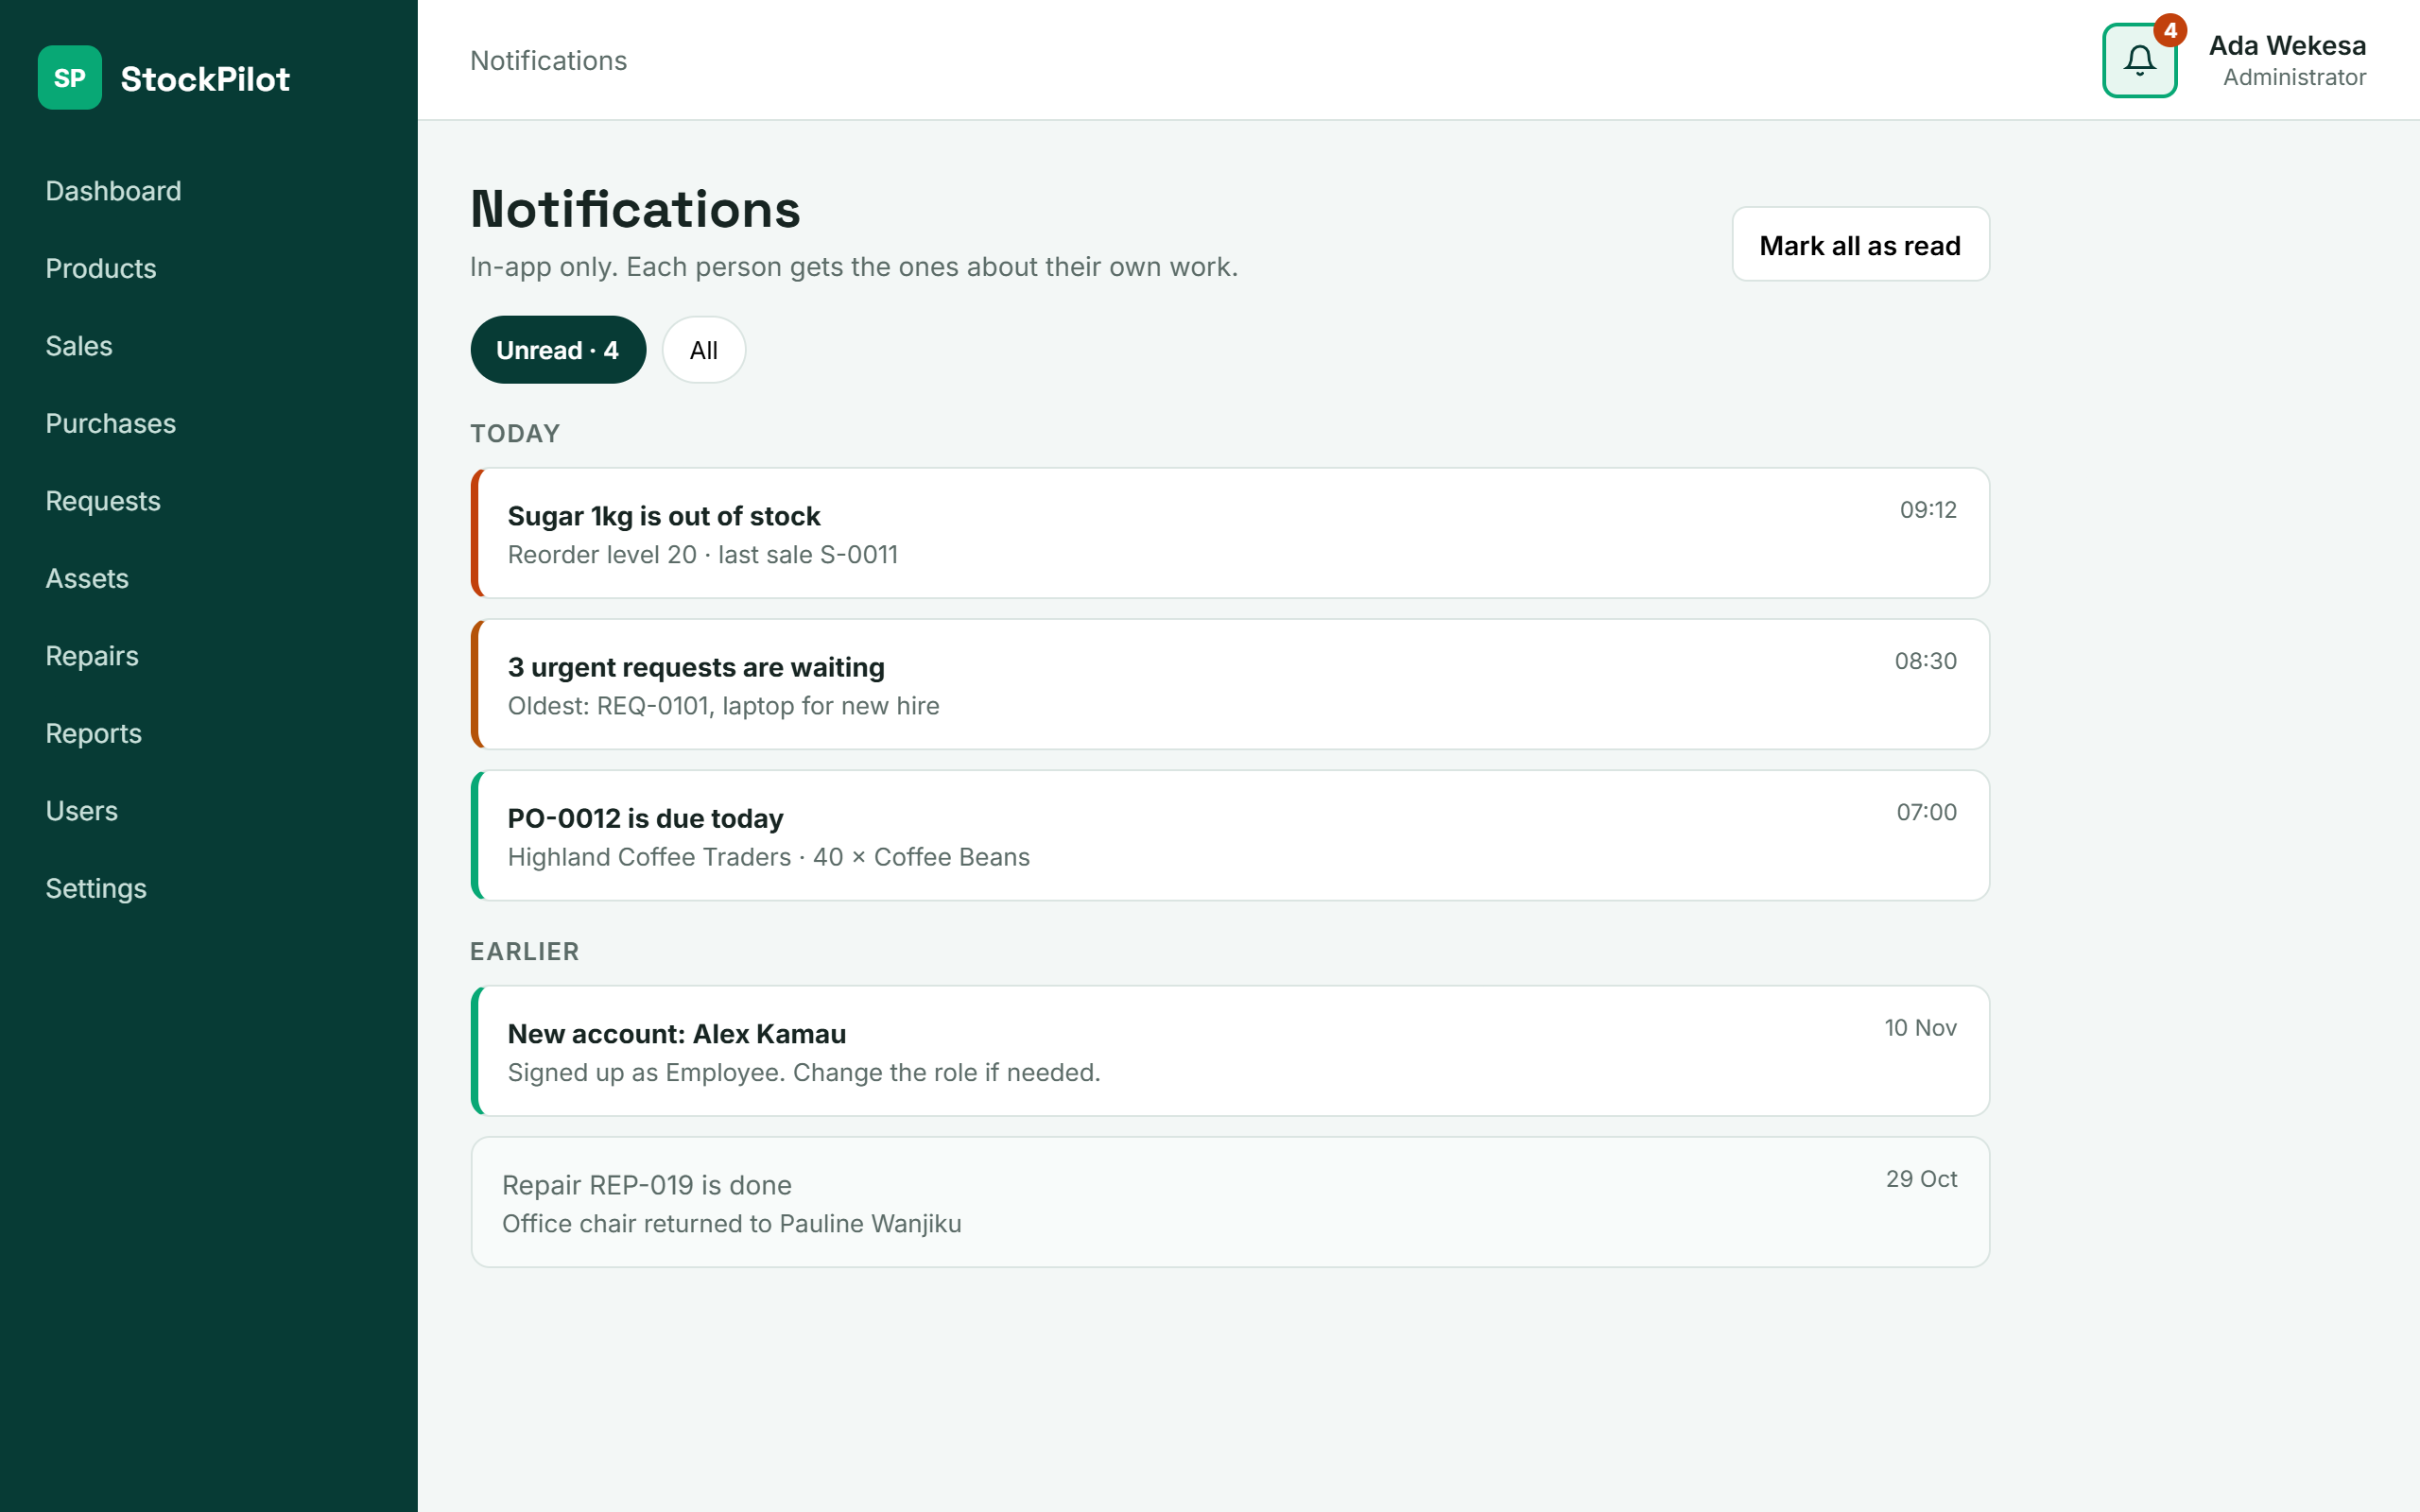 SP
StockPilot
Dashboard
Products
Sales
Purchases
Requests
Assets
Repairs
Reports
Users
Settings
Notifications
4
Ada Wekesa
Administrator
Notifications
In-app only. Each person gets the ones about their own work.
Mark all as read
Unread · 4
All
TODAY
Sugar 1kg is out of stock
09:12
Reorder level 20 · last sale S-0011
3 urgent requests are waiting
08:30
Oldest: REQ-0101, laptop for new hire
PO-0012 is due today
07:00
Highland Coffee Traders · 40 × Coffee Beans
EARLIER
New account: Alex Kamau
10 Nov
Signed up as Employee. Change the role if needed.
Repair REP-019 is done
29 Oct
Office chair returned to Pauline Wanjiku